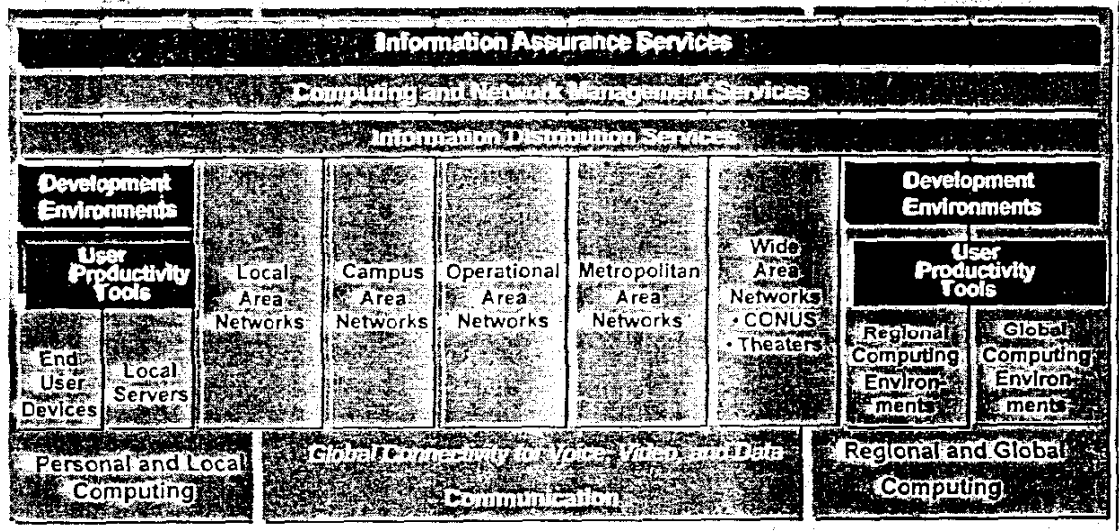 Information Assurance Services
Computing and Network Management Services
Information Distribution Services
Development
Environments
User
Productivity
Tools
End
User
Devices
Local
Servers
Local
Area
Networks
Campus
Area
Networks
Operational
Area
Networks
Metropolitan
Area
Networks
Wide
Area
Networks
• CONUS
• Theaters
Development
Environments
User
Productivity
Tools
Regional
Computing
Environ-
ments
Global
Computing
Environ-
ments
Personal and Local
Computing
Global Connectivity for Voice, Video, and Data
Communication
Regional and Global
Computing